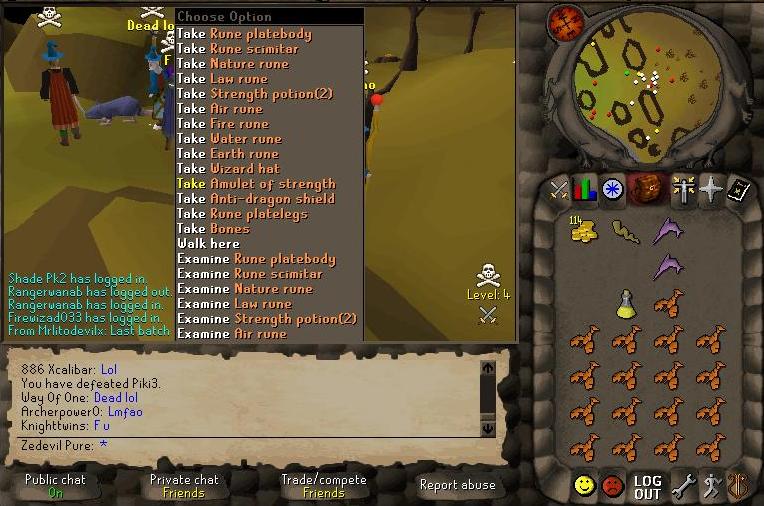 Dead lo
Choose Option
Take Rune platebody
Take Rune scimitar
Take Nature rune
Take Law rune
Take Strength potion(2)
Take Air rune
Take Fire rune
Take Water rune
Take Earth rune
Take Wizard hat
Take Amulet of strength
Take Anti-dragon shield
Take Rune platelegs
Take Bones
Walk here
Examine Rune platebody
Examine Rune scimitar
Examine Nature rune
Examine Law rune
Examine Strength potion(2)
Examine Air rune
F
no
Level: 4
114
Shade Pk2 has logged in.
Rangerwanab has logged out.
Rangerwanab has logged in.
Firewizad033 has logged in.
From Mrlitodevilx: Last batch
886 Xcalibar: Lol
You have defeated Piki3.
Way Of One: Dead lol
Archerpower0: Lmfao
Knighttwins: F u
Zedevil Pure: *
Public chat
On
Private chat
Friends
Trade/compete
Friends
Report abuse
LOG
OUT